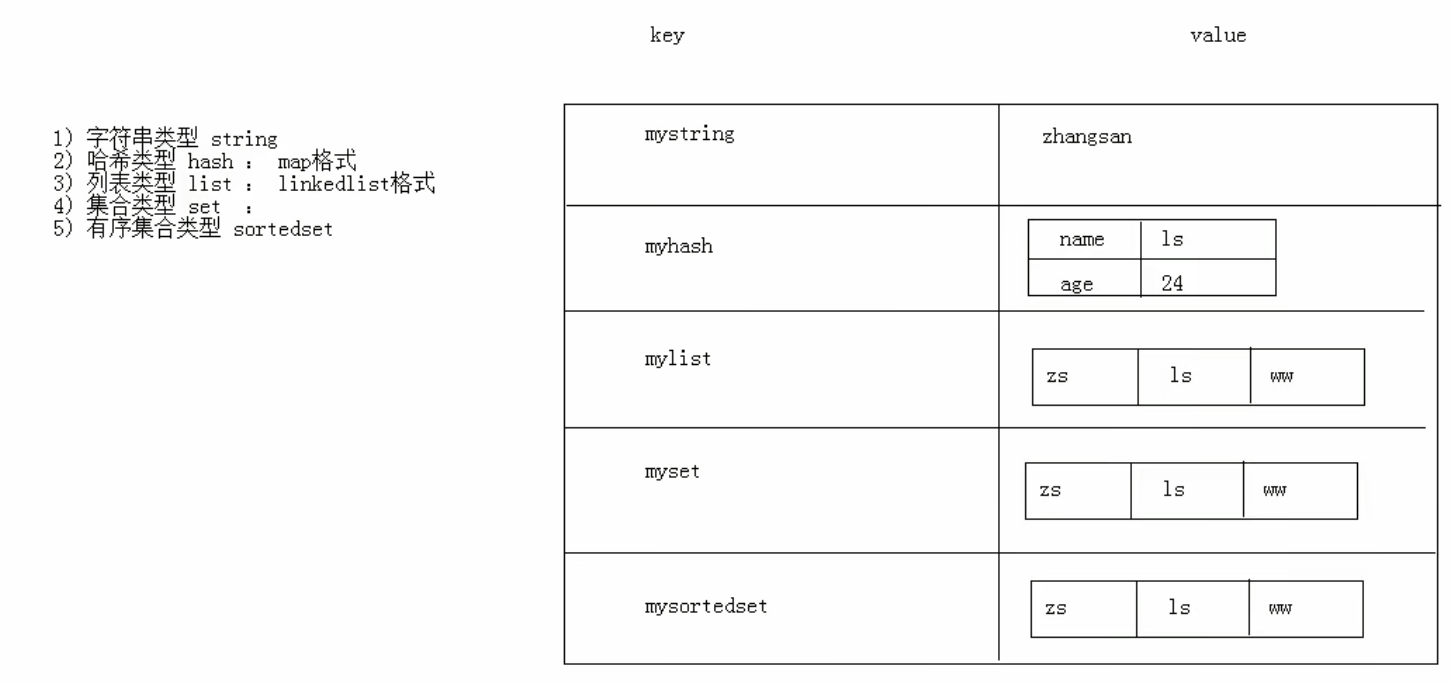 key value
1) 字符串类型 string
2) 哈希类型 hash ： map格式
3) 列表类型 list ： linkedlist格式
4) 集合类型 set ：
5) 有序集合类型 sortedset
mystring zhangsan
myhash
name ls
age 24
mylist
zs ls ww
myset
zs ls ww
mysortedset
zs ls ww